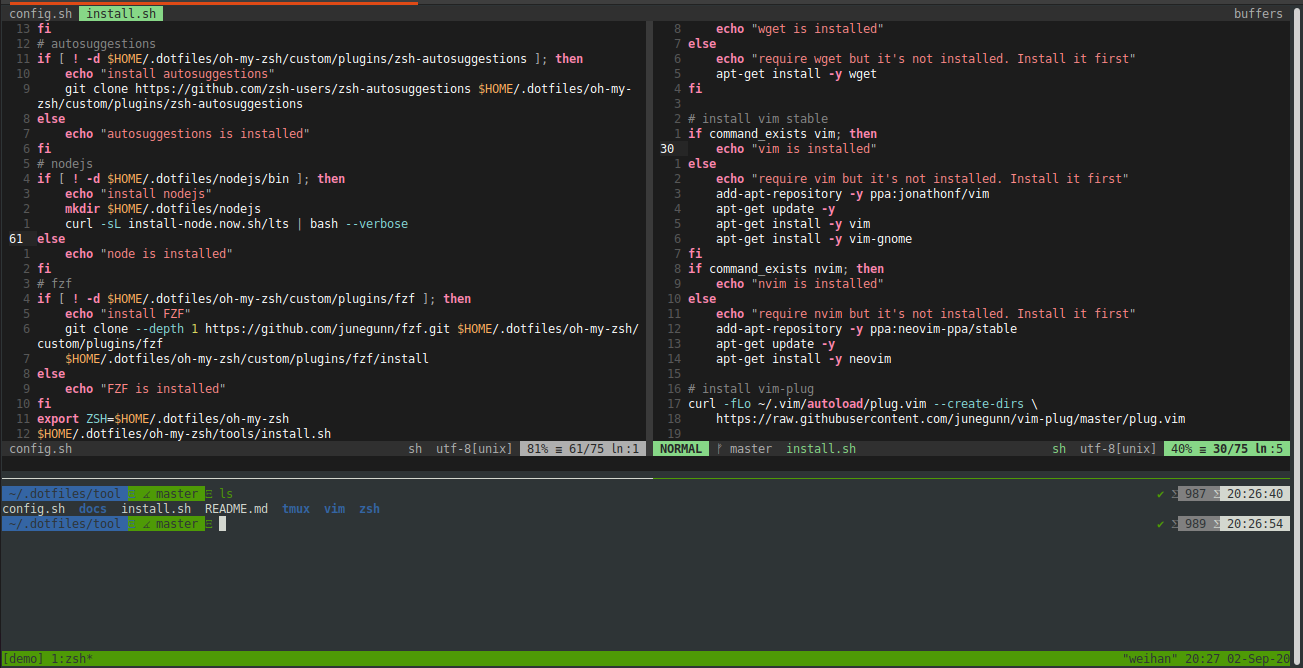 config.sh install.sh buffers
13 fi
12 # autosuggestions
11 if [ ! -d $HOME/.dotfiles/oh-my-zsh/custom/plugins/zsh-autosuggestions ]; then
10 echo "install autosuggestions"
9 git clone https://github.com/zsh-users/zsh-autosuggestions $HOME/.dotfiles/oh-my-
zsh/custom/plugins/zsh-autosuggestions
8 else
7 echo "autosuggestions is installed"
6 fi
5 # nodejs
4 if [ ! -d $HOME/.dotfiles/nodejs/bin ]; then
3 echo "install nodejs"
2 mkdir $HOME/.dotfiles/nodejs
1 curl -sL install-node.now.sh/lts | bash --verbose
61 else
1 echo "node is installed"
2 fi
3 # fzf
4 if [ ! -d $HOME/.dotfiles/oh-my-zsh/custom/plugins/fzf ]; then
5 echo "install FZF"
6 git clone --depth 1 https://github.com/junegunn/fzf.git $HOME/.dotfiles/oh-my-zsh/
custom/plugins/fzf
7 $HOME/.dotfiles/oh-my-zsh/custom/plugins/fzf/install
8 else
9 echo "FZF is installed"
10 fi
11 export ZSH=$HOME/.dotfiles/oh-my-zsh
12 $HOME/.dotfiles/oh-my-zsh/tools/install.sh
config.sh sh utf-8[unix] 81% ≡ 61/75 ln:1
8 echo "wget is installed"
7 else
6 echo "require wget but it's not installed. Install it first"
5 apt-get install -y wget
4 fi
3
2 # install vim stable
1 if command_exists vim; then
30 echo "vim is installed"
1 else
2 echo "require vim but it's not installed. Install it first"
3 add-apt-repository -y ppa:jonathonf/vim
4 apt-get update -y
5 apt-get install -y vim
6 apt-get install -y vim-gnome
7 fi
8 if command_exists nvim; then
9 echo "nvim is installed"
10 else
11 echo "require nvim but it's not installed. Install it first"
12 add-apt-repository -y ppa:neovim-ppa/stable
13 apt-get update -y
14 apt-get install -y neovim
15
16 # install vim-plug
17 curl -fLo ~/.vim/autoload/plug.vim --create-dirs \
18 https://raw.githubusercontent.com/junegunn/vim-plug/master/plug.vim
19
NORMAL master install.sh sh utf-8[unix] 40% ≡ 30/75 ln:5
~/.dotfiles/tool master ls ✔ 987 20:26:40
config.sh docs install.sh README.md tmux vim zsh
~/.dotfiles/tool master ✔ 989 20:26:54
[demo] 1:zsh* "weihan" 20:27 02-Sep-20